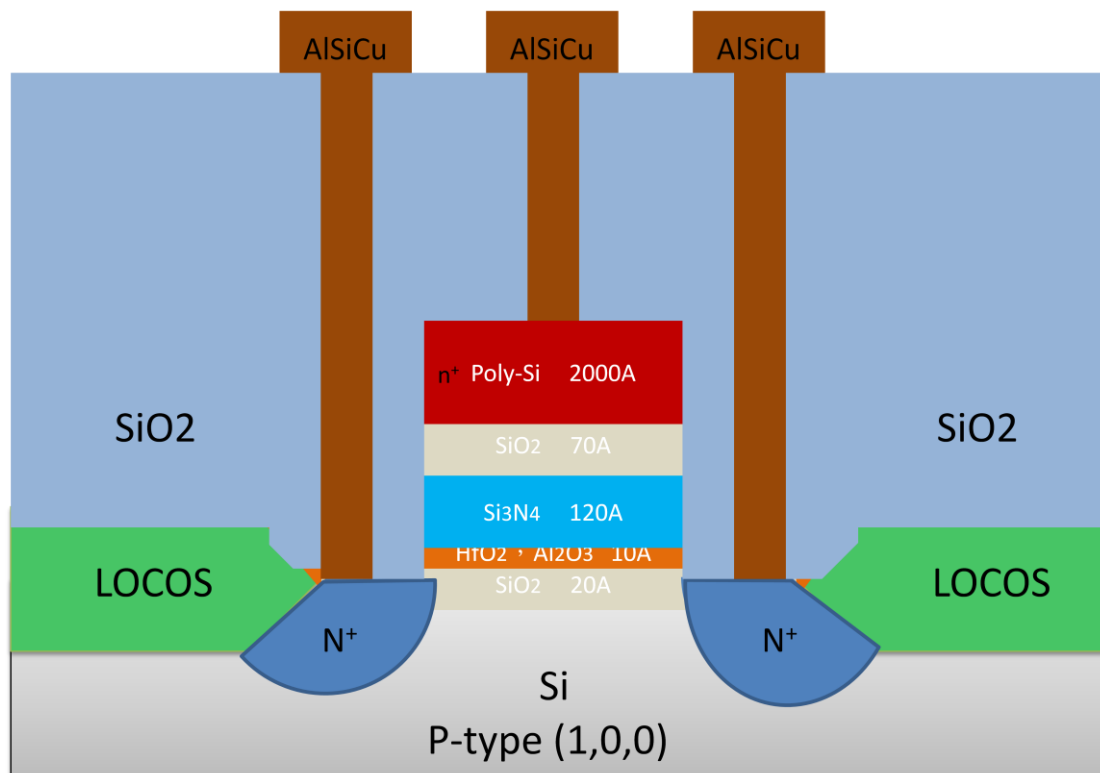 AlSiCu
AlSiCu
AlSiCu
n⁺ Poly-Si 2000A
SiO₂ 70A
SiO2
SiO2
Si3N4 120A
HfO2，Al2O3 10A
LOCOS
SiO2 20A
LOCOS
N⁺
N⁺
Si
P-type (1,0,0)